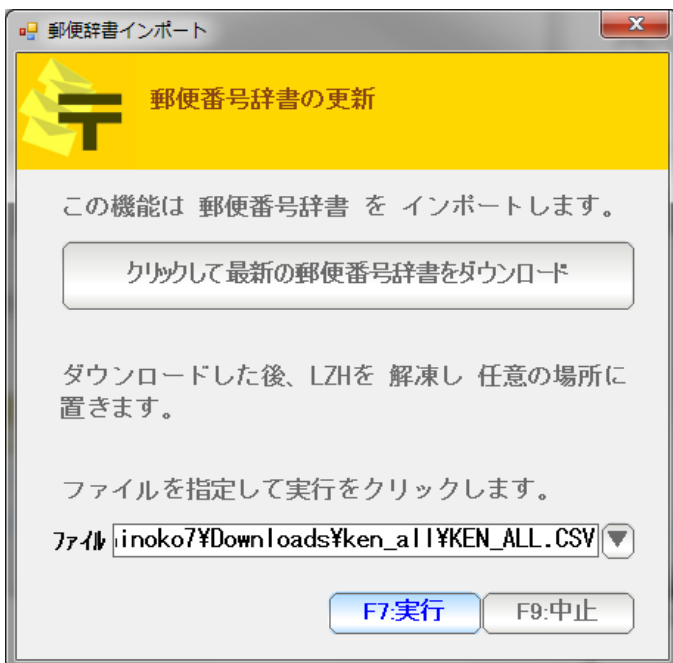 郵便辞書インポート
郵便番号辞書の更新
この機能は 郵便番号辞書 を インポートします。
クリックして最新の郵便番号辞書をダウンロード
ダウンロードした後、LZHを 解凍し 任意の場所に
置きます。
ファイルを指定して実行をクリックします。
ファイル inoko7¥Downloads¥ken_all¥KEN_ALL.CSV
F7:実行 F9:中止